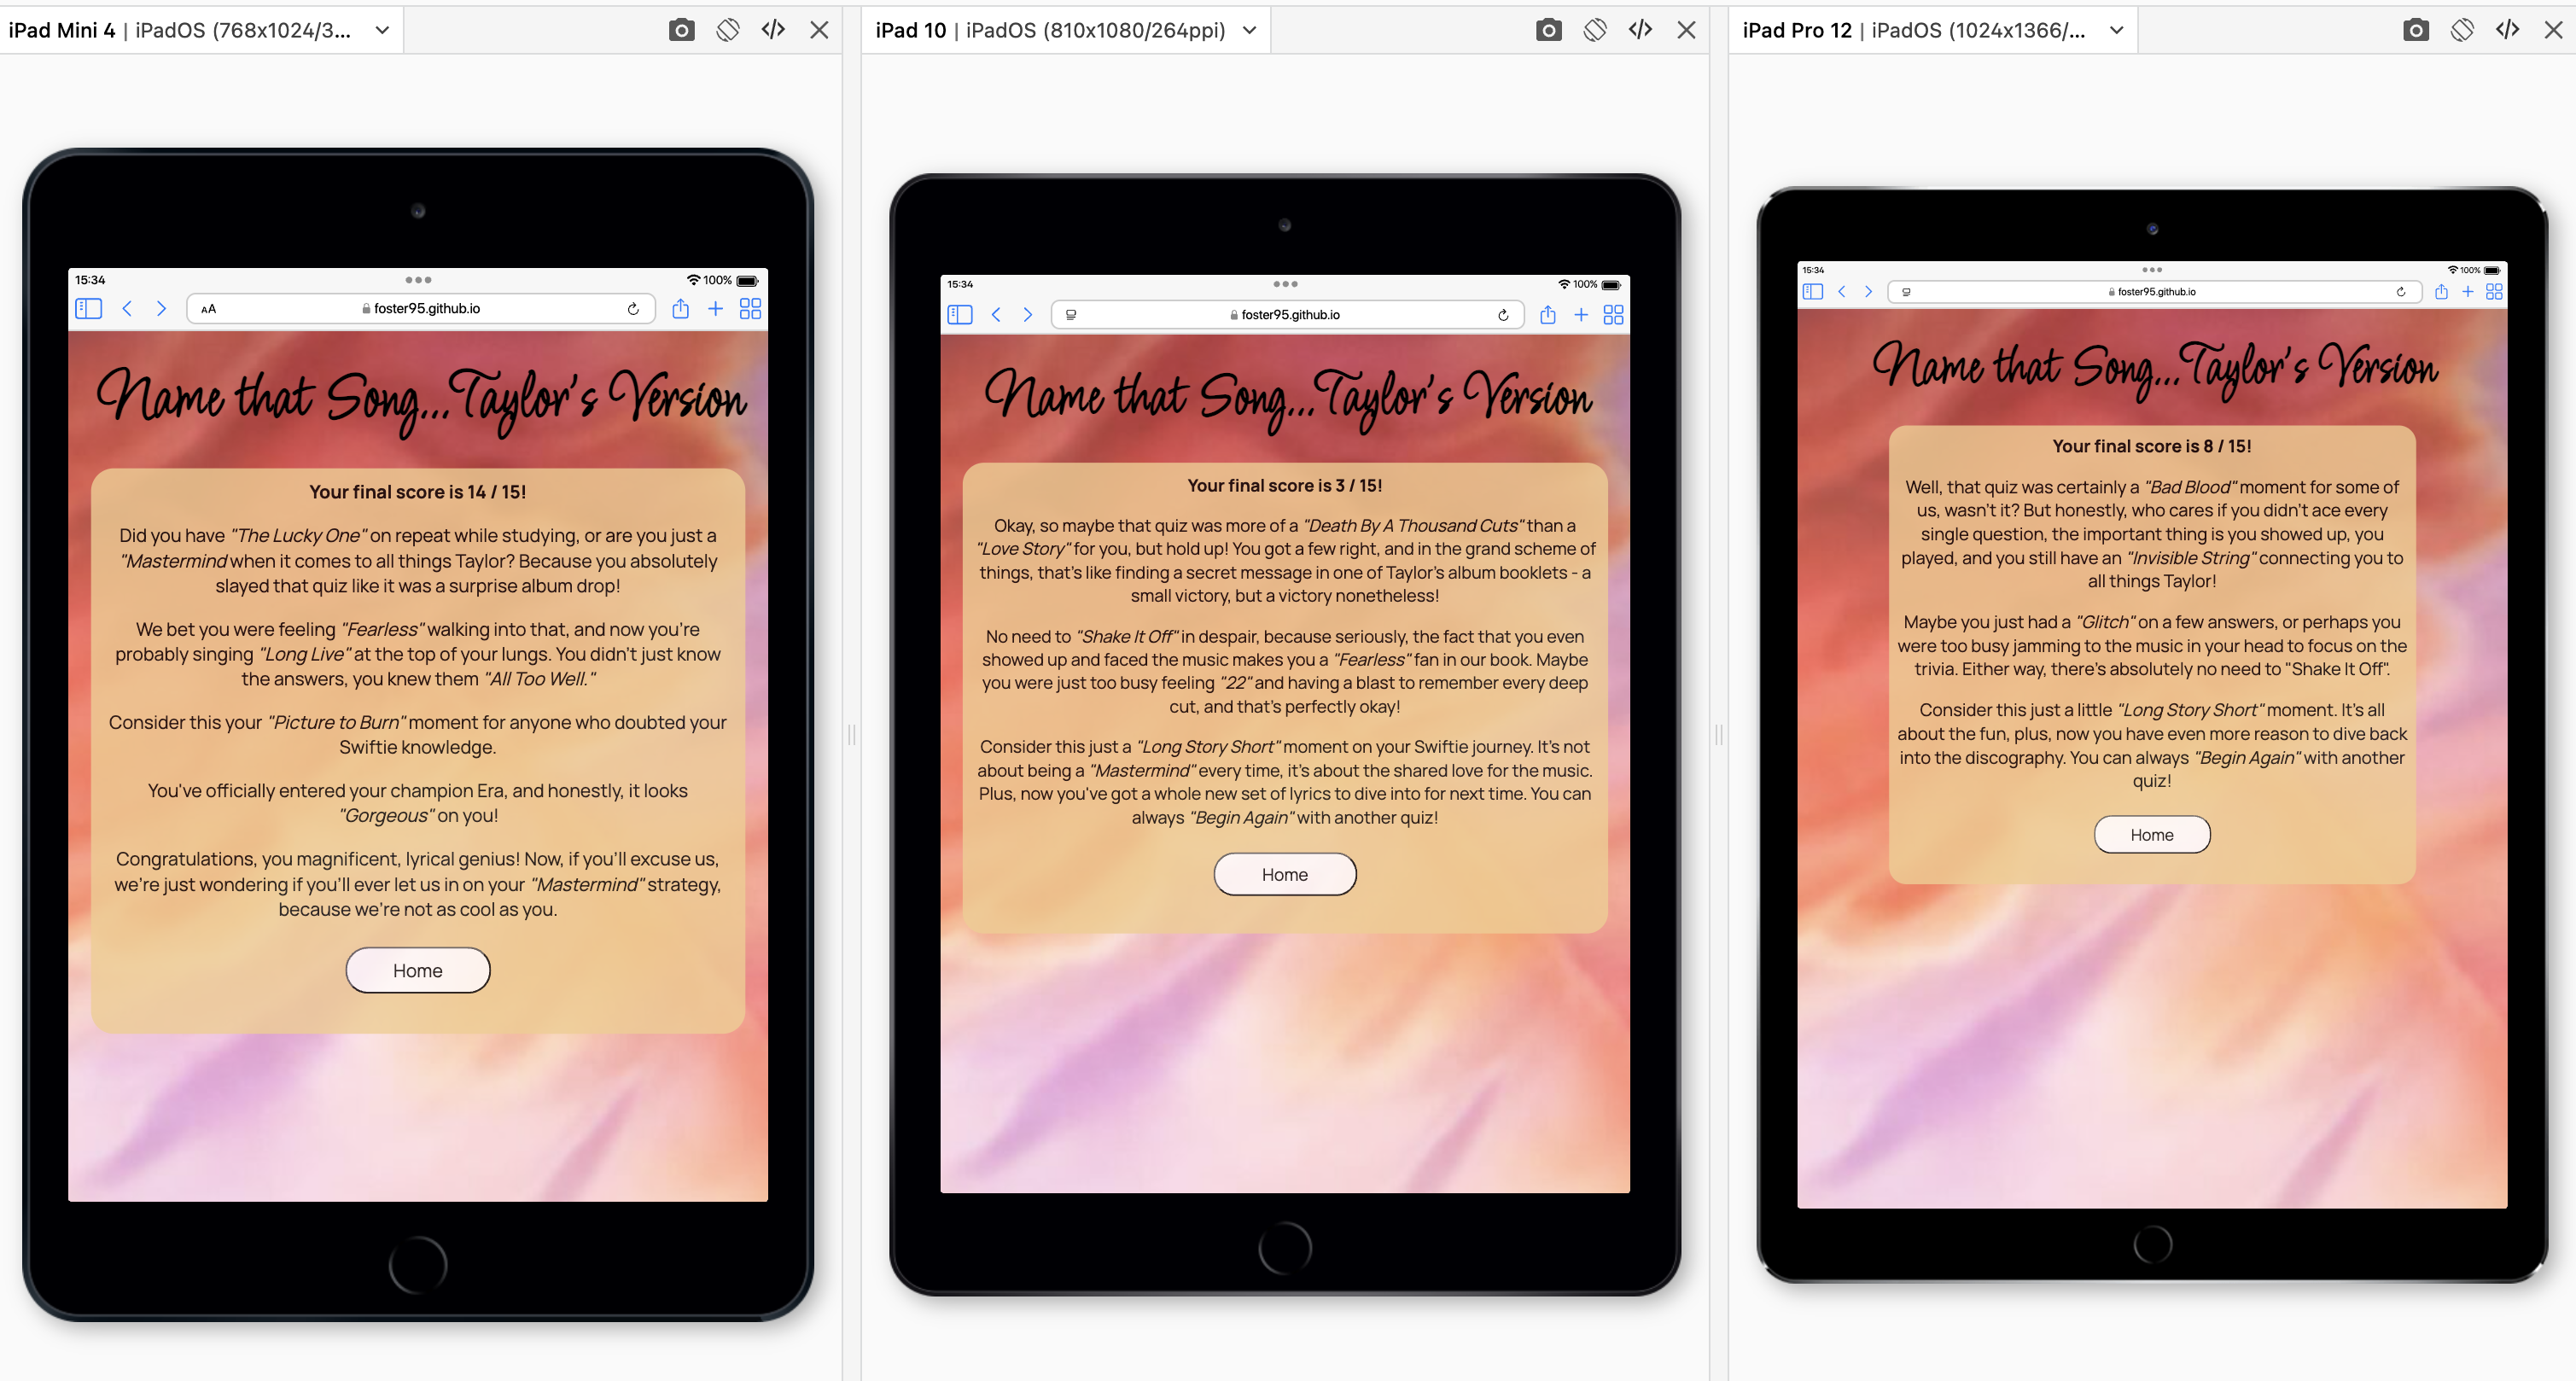 iPad Mini 4 | iPadOS (768x1024/3...
15:34
100%
AA
foster95.github.io
Name that Song...Taylor's Version
Your final score is 14 / 15!
Did you have "The Lucky One" on repeat while studying, or are you just a
"Mastermind when it comes to all things Taylor? Because you absolutely
slayed that quiz like it was a surprise album drop!
We bet you were feeling "Fearless" walking into that, and now you're
probably singing "Long Live" at the top of your lungs. You didn't just know
the answers, you knew them "All Too Well."
Consider this your "Picture to Burn" moment for anyone who doubted your
Swiftie knowledge.
You've officially entered your champion Era, and honestly, it looks
"Gorgeous" on you!
Congratulations, you magnificent, lyrical genius! Now, if you'll excuse us,
we're just wondering if you'll ever let us in on your "Mastermind" strategy,
because we're not as cool as you.
Home
iPad 10 | iPadOS (810x1080/264ppi)
15:34
100%
foster95.github.io
Name that Song...Taylor's Version
Your final score is 3 / 15!
Okay, so maybe that quiz was more of a "Death By A Thousand Cuts" than a
"Love Story" for you, but hold up! You got a few right, and in the grand scheme of
things, that's like finding a secret message in one of Taylor's album booklets - a
small victory, but a victory nonetheless!
No need to "Shake It Off" in despair, because seriously, the fact that you even
showed up and faced the music makes you a "Fearless" fan in our book. Maybe
you were just too busy feeling "22" and having a blast to remember every deep
cut, and that's perfectly okay!
Consider this just a "Long Story Short" moment on your Swiftie journey. It's not
about being a "Mastermind" every time, it's about the shared love for the music.
Plus, now you've got a whole new set of lyrics to dive into for next time. You can
always "Begin Again" with another quiz!
Home
iPad Pro 12 | iPadOS (1024x1366/...
15:34
100%
foster95.github.io
Name that Song...Taylor's Version
Your final score is 8 / 15!
Well, that quiz was certainly a "Bad Blood" moment for some of
us, wasn't it? But honestly, who cares if you didn't ace every
single question, the important thing is you showed up, you
played, and you still have an "Invisible String" connecting you to
all things Taylor!
Maybe you just had a "Glitch" on a few answers, or perhaps you
were too busy jamming to the music in your head to focus on the
trivia. Either way, there's absolutely no need to "Shake It Off".
Consider this just a little "Long Story Short" moment. It's all
about the fun, plus, now you have even more reason to dive back
into the discography. You can always "Begin Again" with another
quiz!
Home